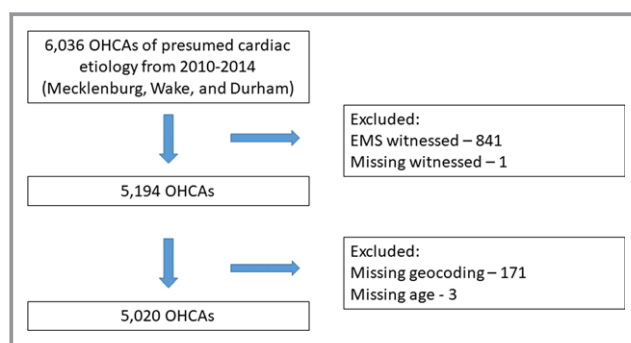 6,036 OHCAs of presumed cardiac
etiology from 2010-2014
(Mecklenburg, Wake, and Durham)
Excluded:
EMS witnessed – 841
Missing witnessed – 1
5,194 OHCAs
Excluded:
Missing geocoding – 171
Missing age - 3
5,020 OHCAs